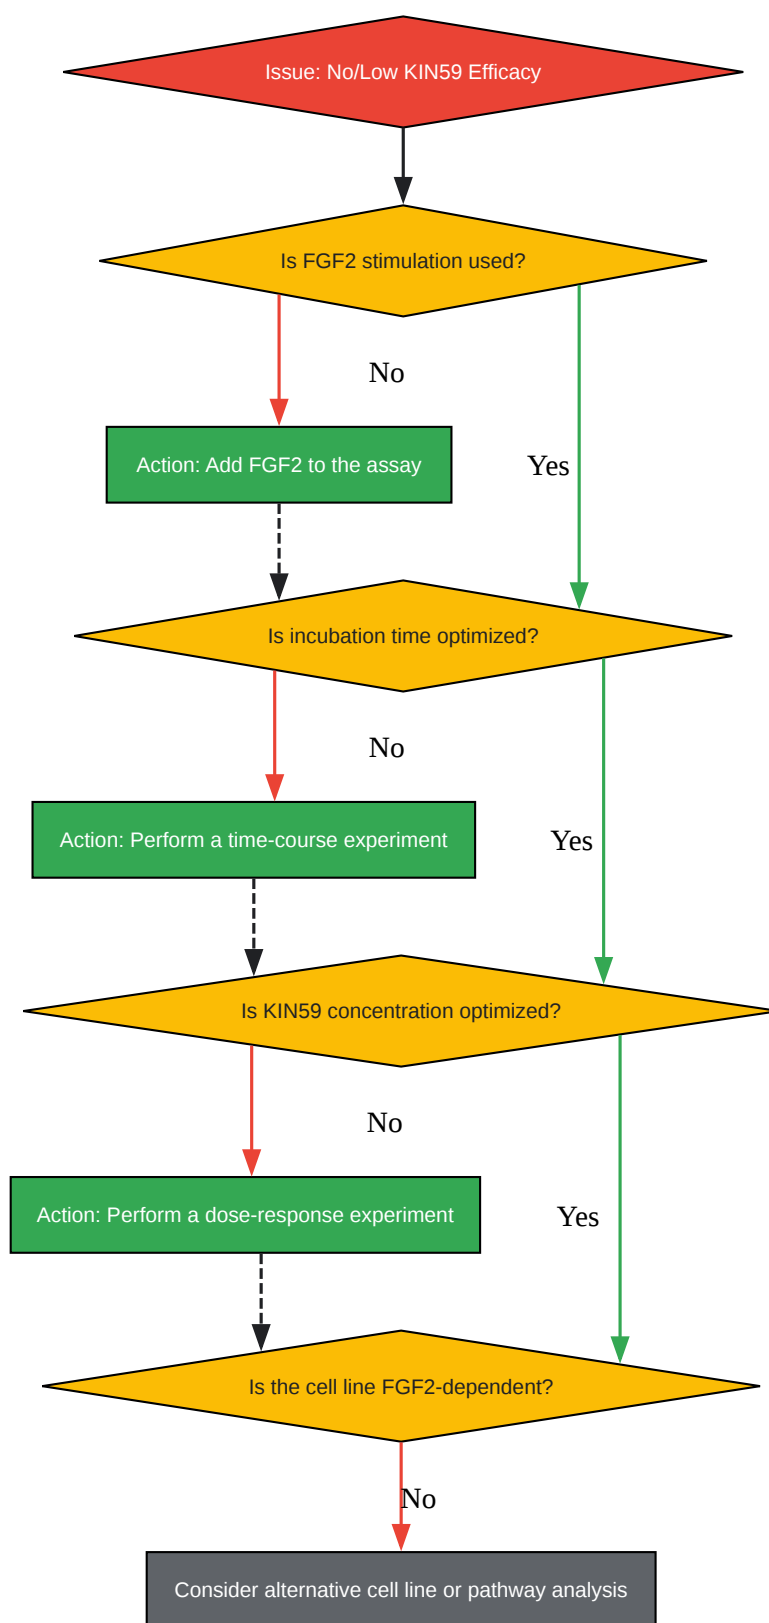 Issue: No/Low KIN59 Efficacy
Is FGF2 stimulation used?
No
Action: Add FGF2 to the assay
Yes
Is incubation time optimized?
No
Action: Perform a time-course experiment
Yes
Is KIN59 concentration optimized?
No
Action: Perform a dose-response experiment
Yes
Is the cell line FGF2-dependent?
No
Consider alternative cell line or pathway analysis